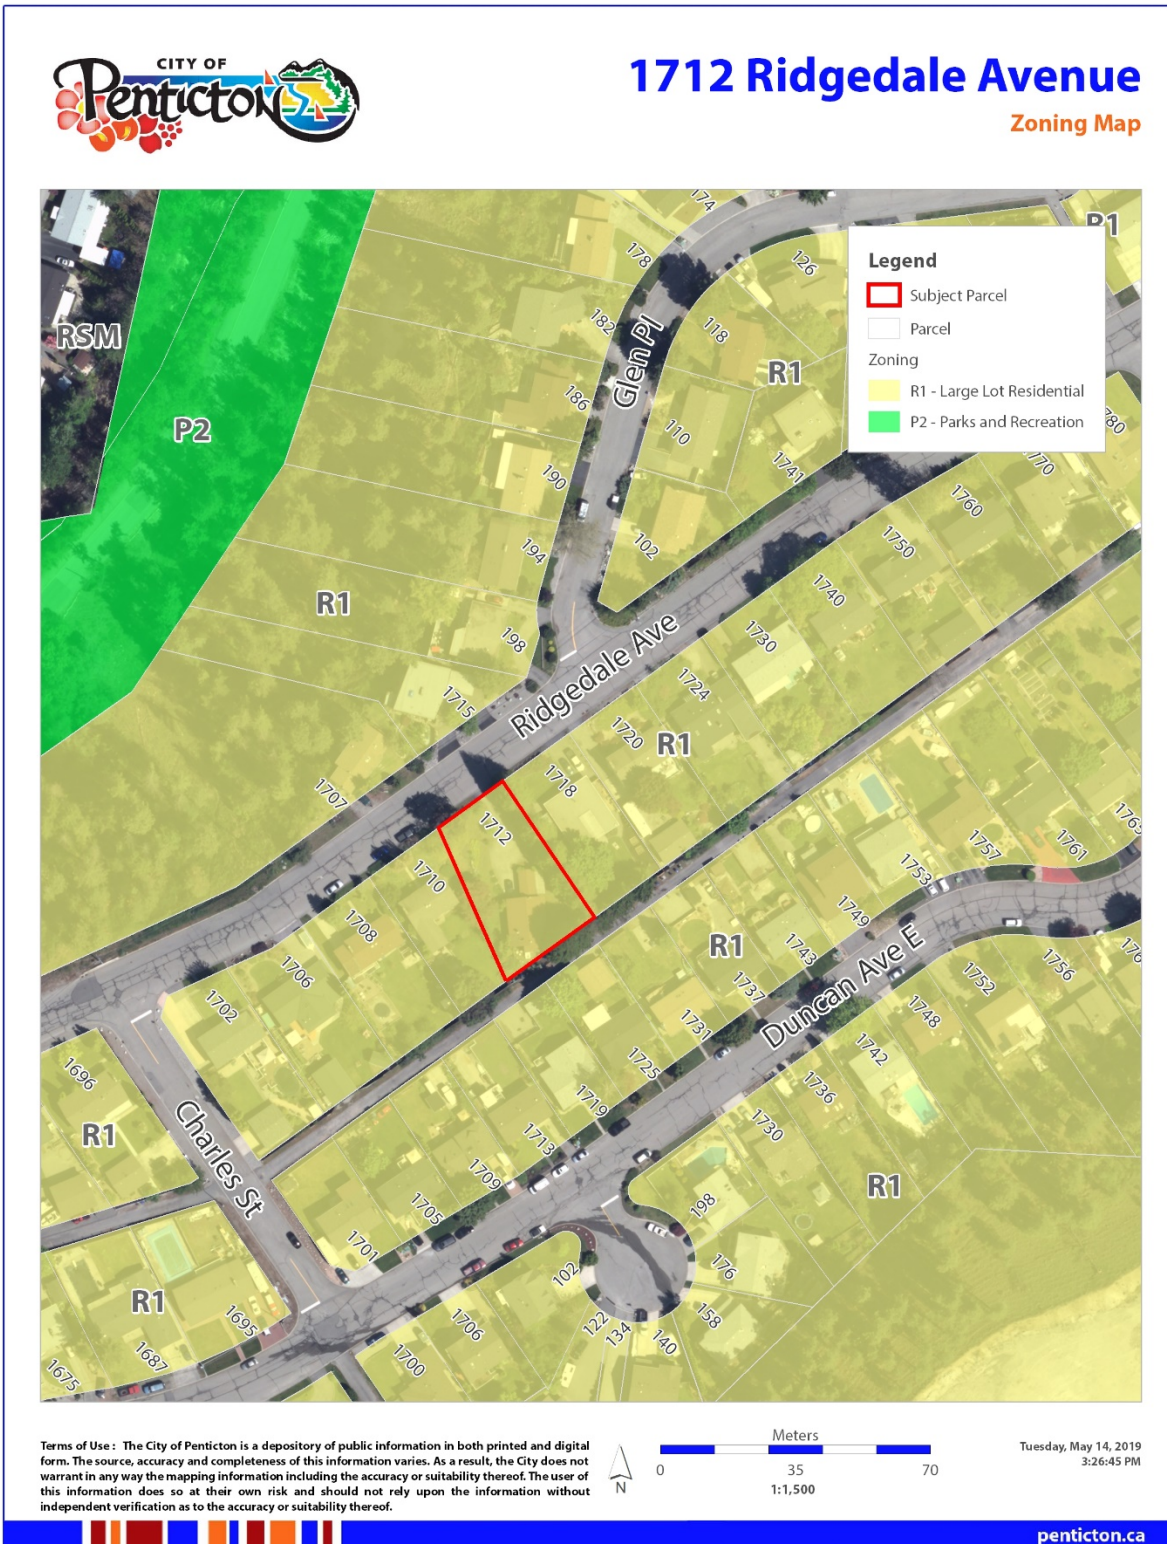 CITY OF
Penticton
1712 Ridgedale Avenue
Zoning Map
174
178
182
186
190
194
198
Glen Pl
126
118
110
102
1741
R1
R1
Legend
Subject Parcel
Parcel
Zoning
R1 - Large Lot Residential
P2 - Parks and Recreation
RSM
P2
R1
780
1760
1750
1740
1730
1724
1720
1718
R1
Ridgedale Ave
1715
1707
1712
1710
1708
1706
1702
1696
R1
Charles St
1763
1761
1757
1753
1749
1743
1737
1731
1725
1719
1713
1709
1705
1701
R1
Duncan Ave E
1756
1752
1748
1742
1736
1730
R1
198
176
158
140
134
122
102
1706
1700
R1
1695
1687
1675
Terms of Use : The City of Penticton is a depository of public information in both printed and digital
form. The source, accuracy and completeness of this information varies. As a result, the City does not
warrant in any way the mapping information including the accuracy or suitability thereof. The user of
this information does so at their own risk and should not rely upon the information without
independent verification as to the accuracy or suitability thereof.
N
Meters
0 35 70
1:1,500
Tuesday, May 14, 2019
3:26:45 PM
penticton.ca